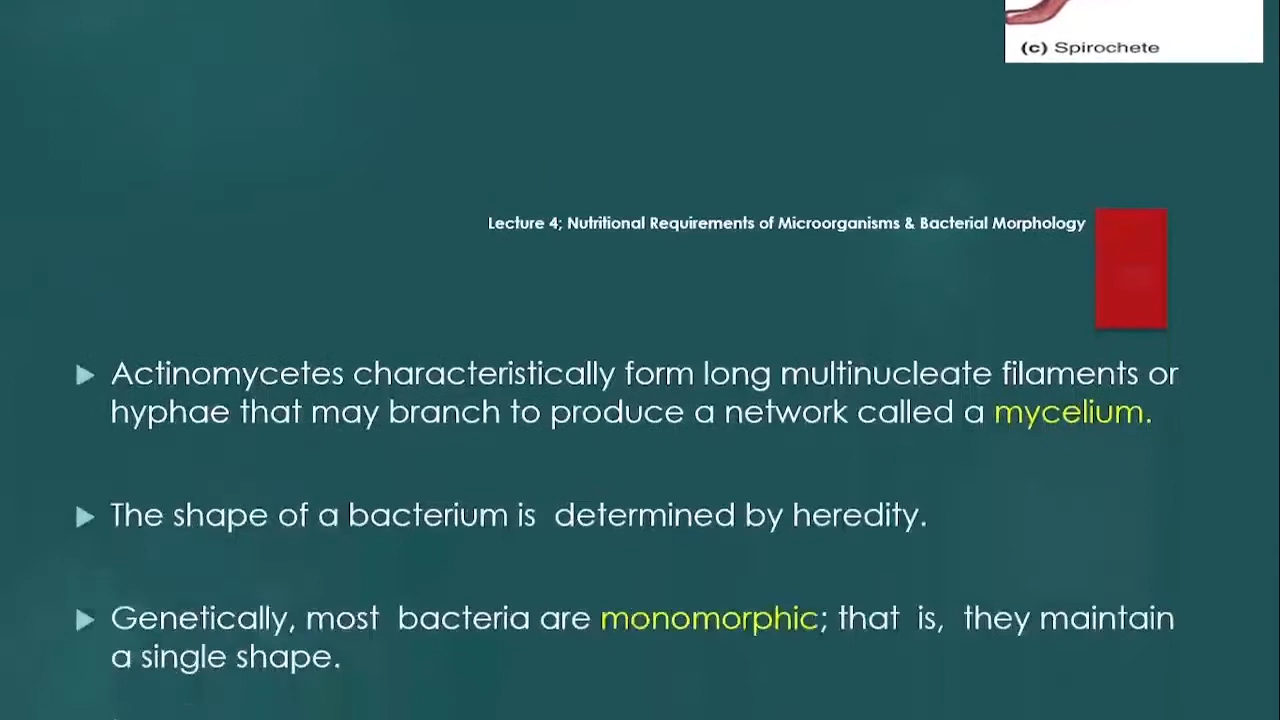 (c) Spirochete
Lecture 4; Nutritional Requirements of Microorganisms & Bacterial Morphology
Actinomycetes characteristically form long multinucleate filaments or
hyphae that may branch to produce a network called a mycelium.
The shape of a bacterium is determined by heredity.
Genetically, most bacteria are monomorphic; that is, they maintain
a single shape.